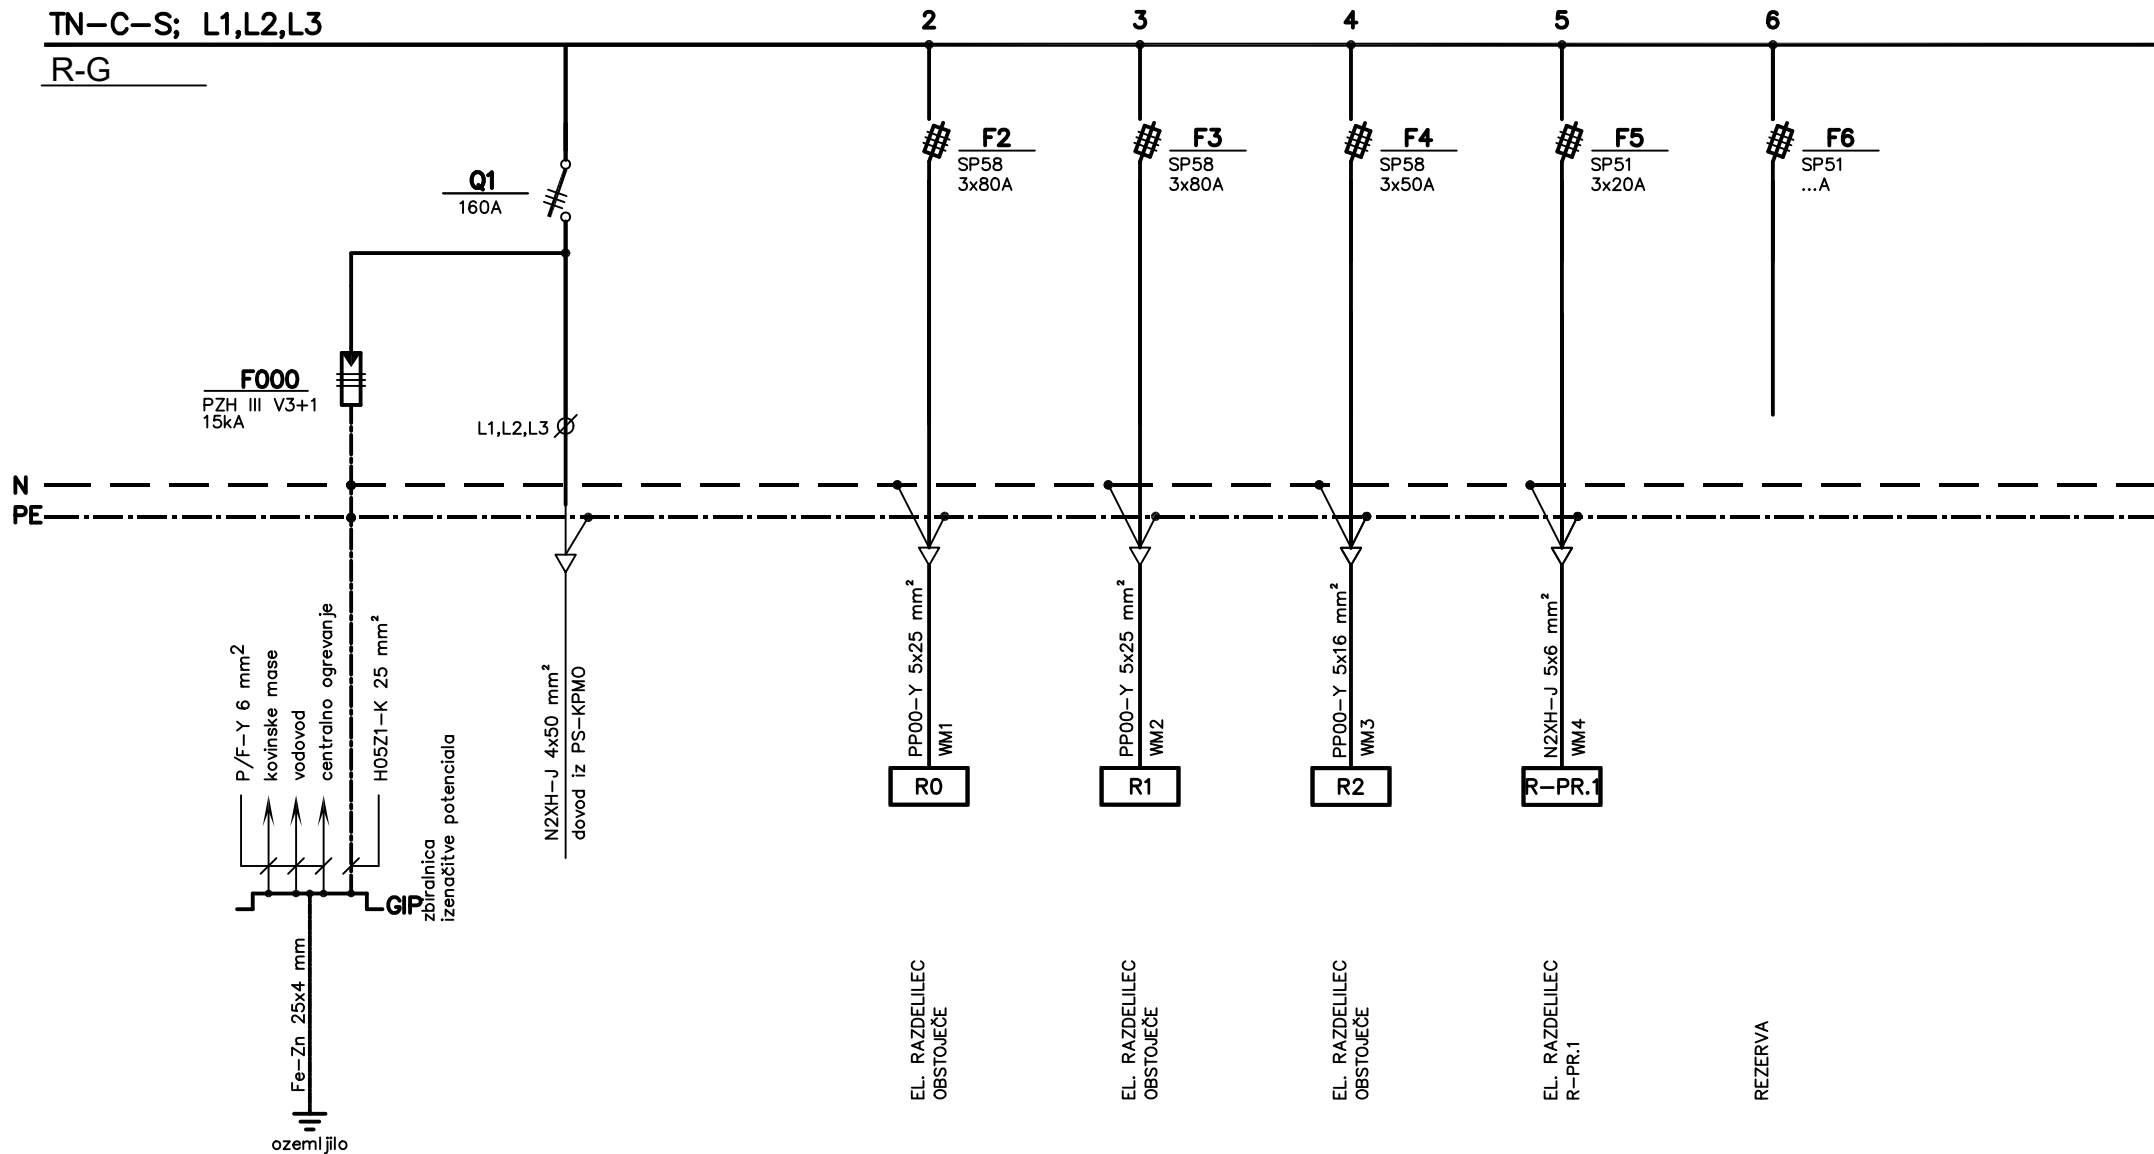 TN-C-S; L1,L2,L3
R-G
2
3
4
5
6
Q1
160A
F2
SP58
3x80A
F3
SP58
3x80A
F4
SP58
3x50A
F5
SP51
3x20A
F6
SP51
...A
F000
PZH III V3+1
15kA
L1,L2,L3
N
PE
P/F-Y 6 mm2
kovinske mase
vodovod
centralno ogrevanje
H05Z1-K 25 mm²
GIP
zbiralnica
izenačitve potenciala
N2XH-J 4x50 mm²
dovod iz PS-KPMO
PP00-Y 5x25 mm²
WM1
R0
PP00-Y 5x25 mm²
WM2
R1
PP00-Y 5x16 mm²
WM3
R2
N2XH-J 5x6 mm²
WM4
R-PR.1
Fe-Zn 25x4 mm
ozemljilo
EL. RAZDELILEC
OBSTOJEČE
EL. RAZDELILEC
OBSTOJEČE
EL. RAZDELILEC
OBSTOJEČE
EL. RAZDELILEC
R-PR.1
REZERVA